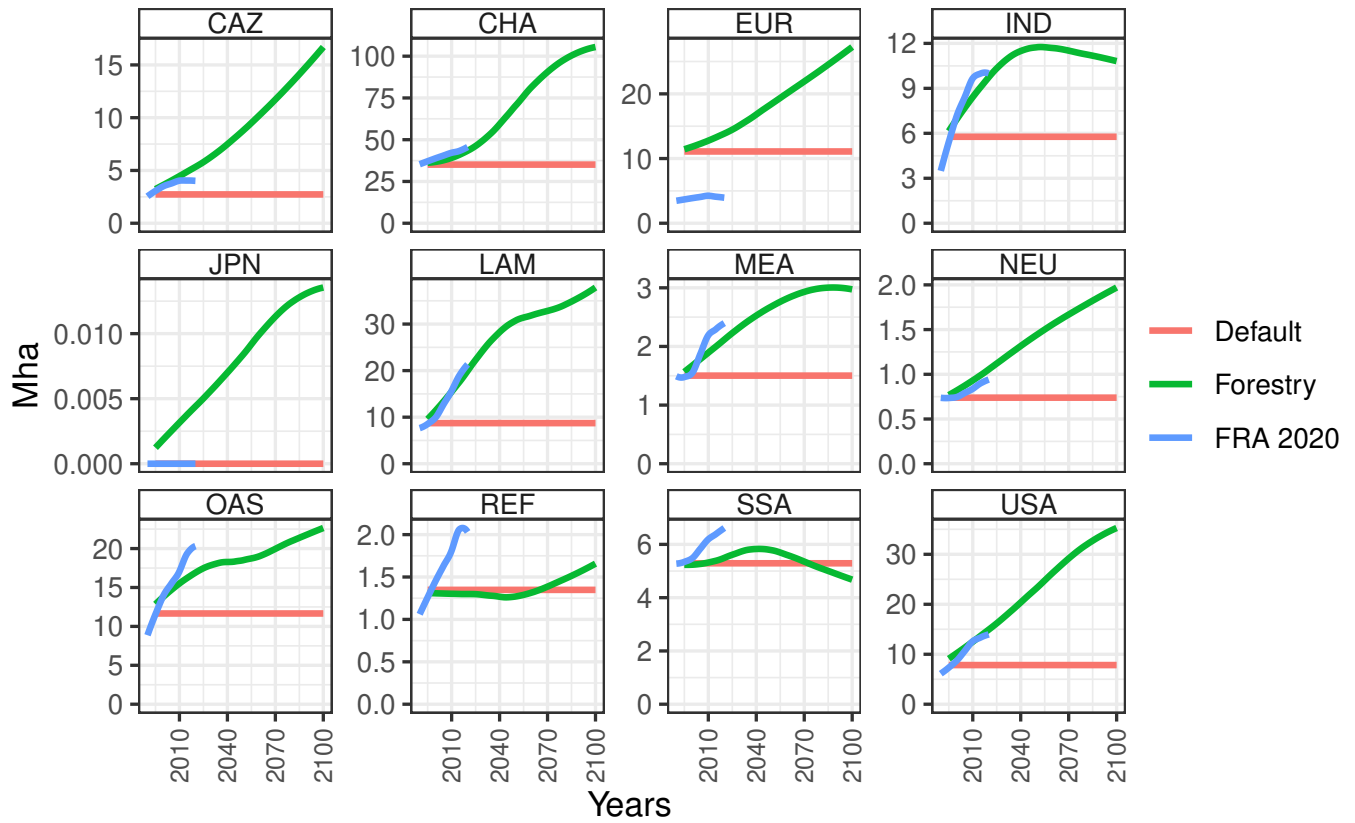 CAZ CHA EUR IND
15 100 20 12
10 75 9
5 50 10 6
25 3
0 0 0 0
JPN LAM MEA NEU
0.010 30 3 2.0
0.005 20 2 1.5
10 1 1.0
0.5
0.000 0 0 0.0
OAS REF SSA USA
20 2.0 6 30
15 1.5 4 20
10 1.0 2 10
5 0.5
0 0.0 0 0
2010 2040 2070 2100 2010 2040 2070 2100 2010 2040 2070 2100 2010 2040 2070 2100
Mha
Years
Default
Forestry
FRA 2020